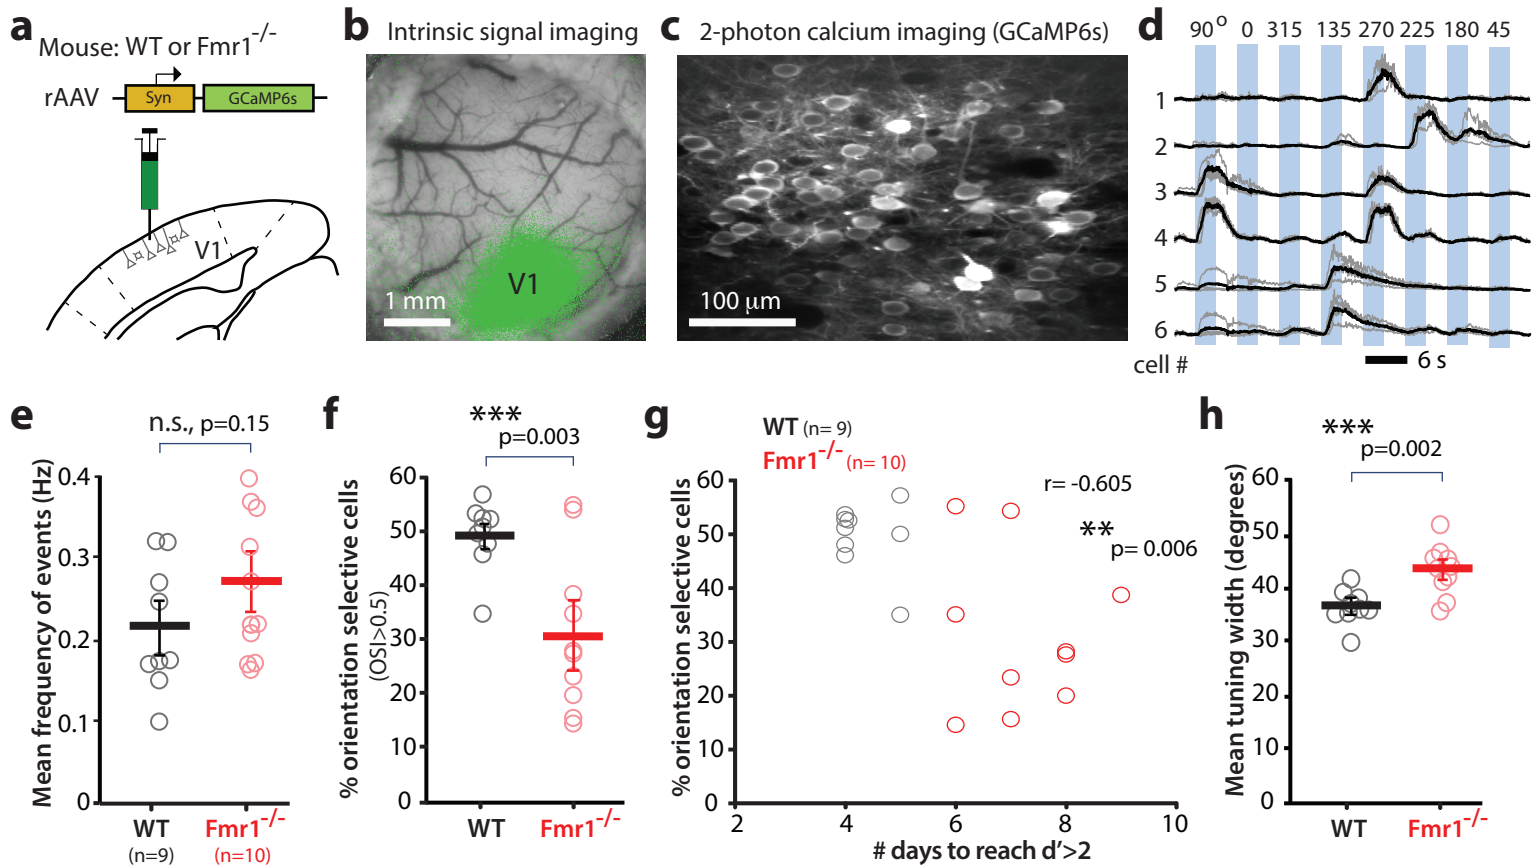 a
Mouse: WT or Fmr1-/-
rAAV
Syn
GCaMP6s
V1
b Intrinsic signal imaging
V1
1 mm
c 2-photon calcium imaging (GCaMP6s)
100 μm
d
90° 0 315 135 270 225 180 45
1
2
3
4
5
6
cell #
6 s
e
n.s., p=0.15
Mean frequency of events (Hz)
0.4
0.3
0.2
0.1
0
WT Fmr1-/-
(n=9) (n=10)
f
***
p=0.003
% orientation selective cells
(OSI>0.5)
60
50
40
30
20
10
0
WT Fmr1-/-
g
WT (n= 9)
Fmr1-/- (n= 10)
r= -0.605
**
p= 0.006
% orientation selective cells
60
50
40
30
20
10
0
2 4 6 8 10
# days to reach d'>2
h
***
p=0.002
Mean tuning width (degrees)
60
50
40
30
20
10
0
WT Fmr1-/-